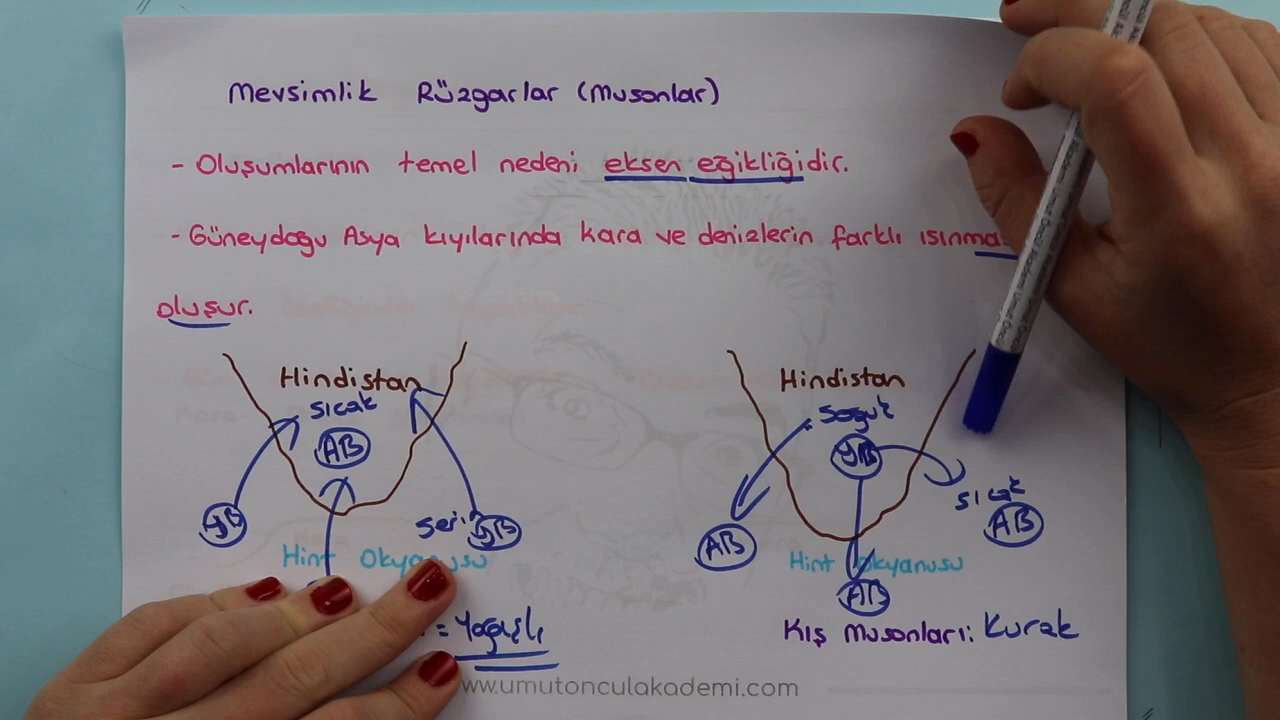 Mevsimlik Rüzgarlar (Musonlar)
- Oluşumlarının temel nedeni eksen eğikliğidir.
- Güneydoğu Asya kıyılarında kara ve denizlerin farklı ısınma
oluşur.
Hindistan
sıcak
AB
YB
Seri
YB
Hint Okyanusu
= Yağışlı
Hindistan
Soğuk
YB
sıcak
AB
AB
Hint Okyanusu
AB
Kış Musonları: Kurak
www.umutonculakademi.com